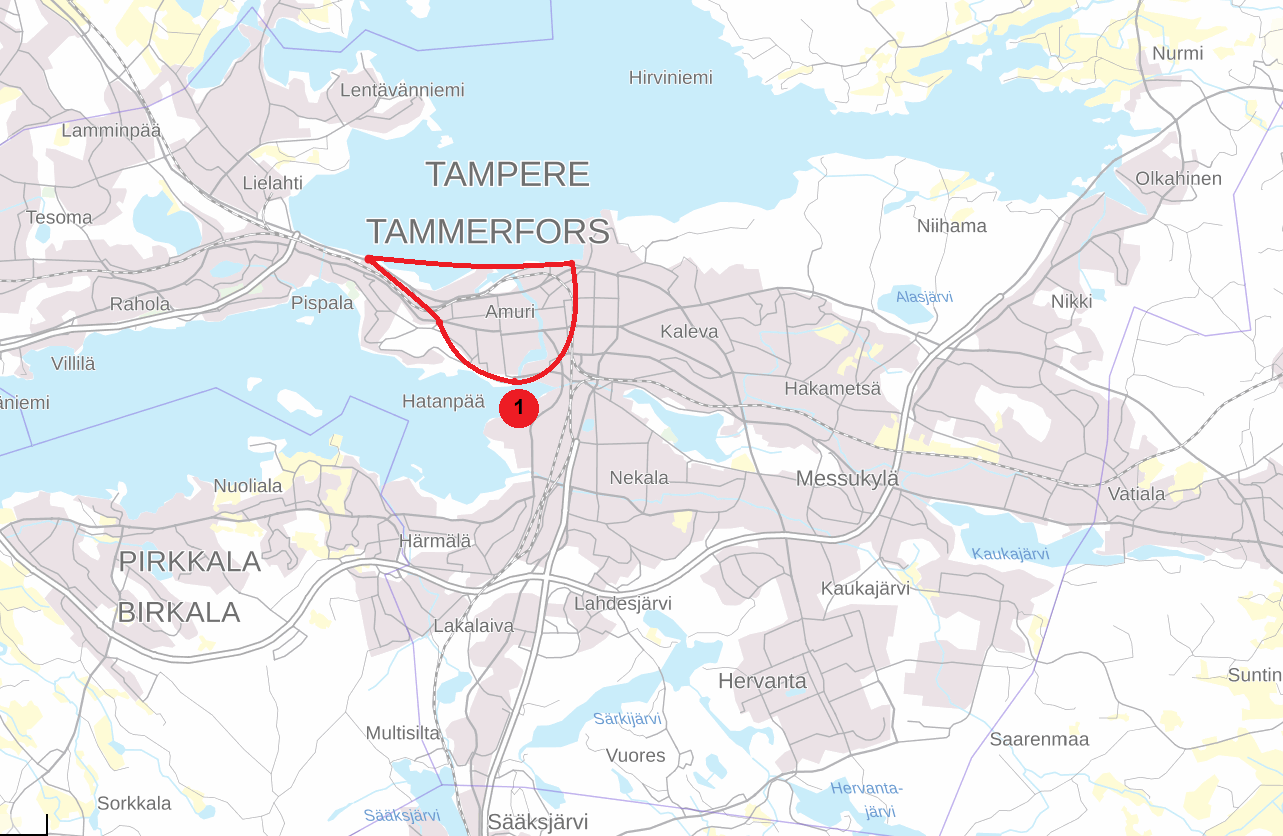 Nurmi
Hirviniemi
Lentävänniemi
Lamminpää
TAMPERE
Lielahti
Olkahinen
Tesoma
TAMMERFORS
Niihama
Alasjärvi
Nikki
Rahola
Pispala
Amuri
Kaleva
Villilä
Hakametsä
äniemi
Hatanpää
1
Nekala
Messukylä
Nuoliala
Vatiala
Härmälä
Kaukajärvi
PIRKKALA
Kaukajärvi
Lahdesjärvi
BIRKALA
Lakalaiva
Suntin
Hervanta
Särkijärvi
Multisilta
Saarenmaa
Vuores
Hervanta-
järvi
Sorkkala
Sääksjärvi
Sääksjärvi